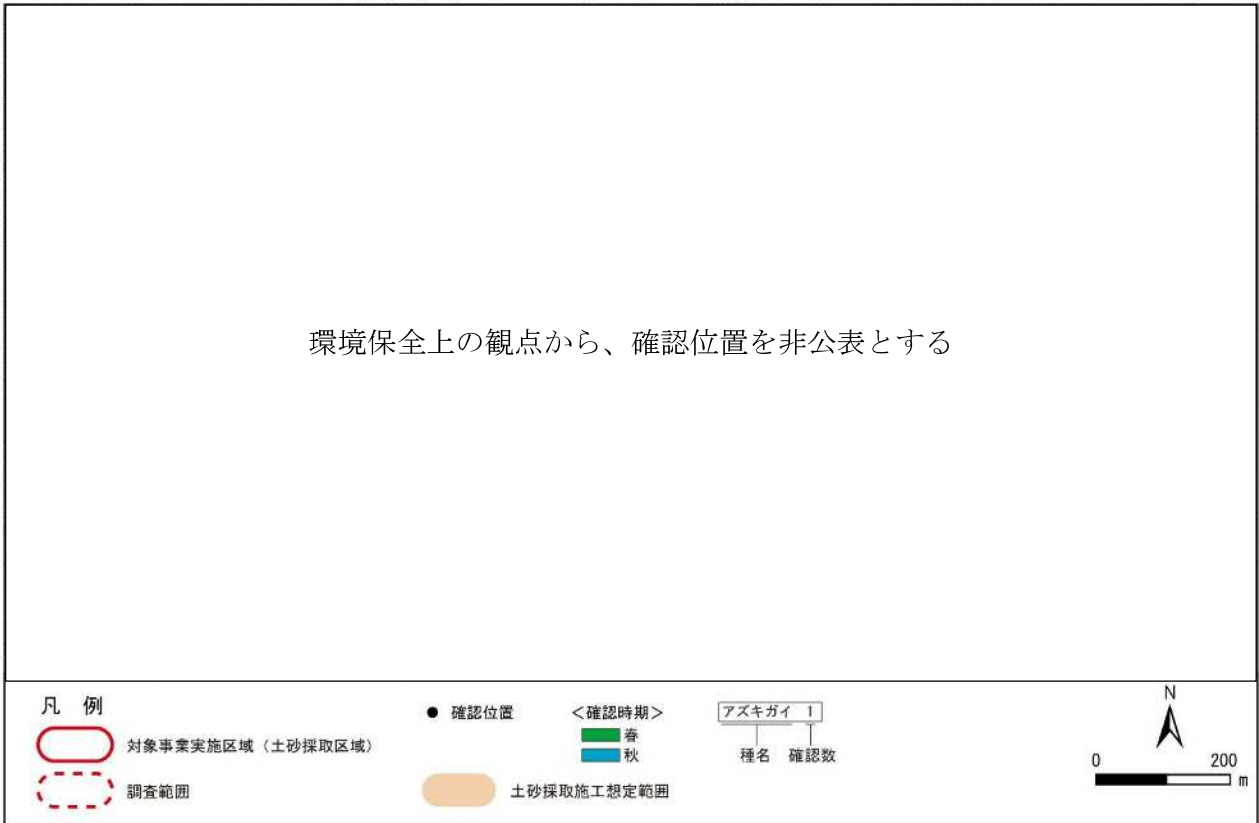 環境保全上の観点から、確認位置を非公表とする
凡 例
対象事業実施区域（土砂採取区域）
調査範囲
● 確認位置
土砂採取施工想定範囲
＜確認時期＞
春
秋
アズキガイ 1
種名 確認数
N
0 200
m